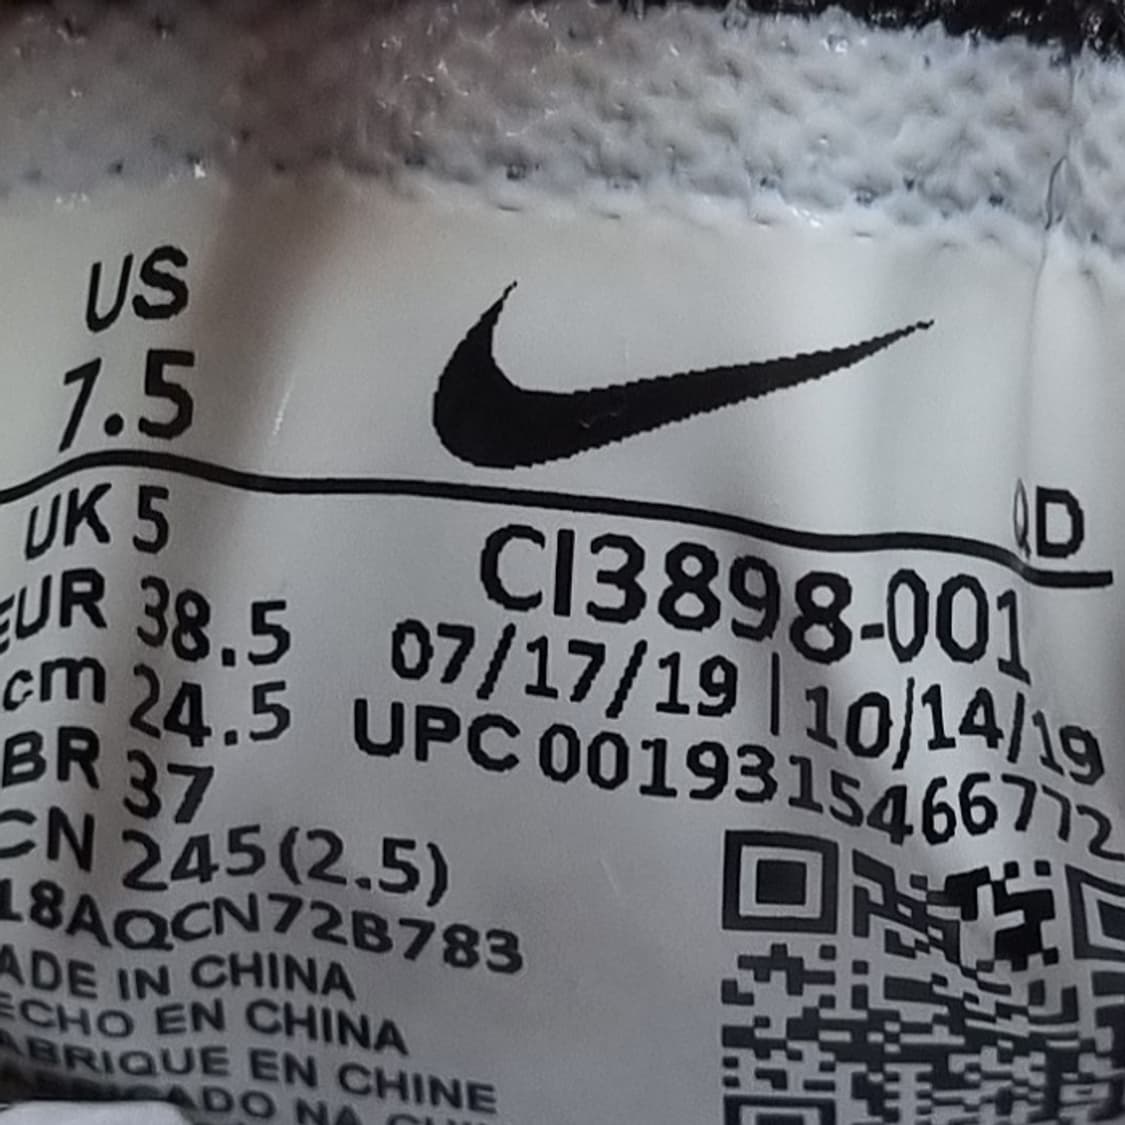 US
7.5
QD
UK 5
CI3898-001
EUR 38.5
07/17/19 | 10/14/19
cm 24.5
UPC 00193154667772
BR 37
CN 245(2.5)
18AQCN72B783
ADE IN CHINA
ECHO EN CHINA
ABRIQUE EN CHINE